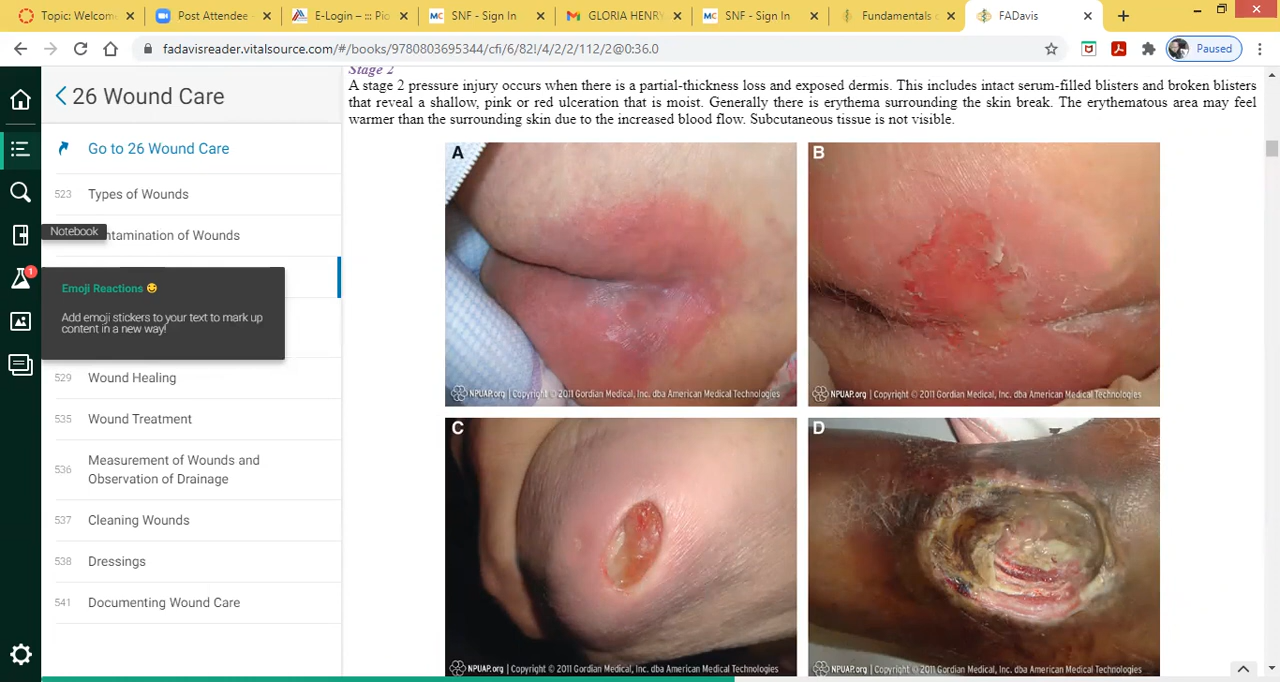 Topic: Welcome
Post Attendee -
E-Login – ::: Pio
SNF - Sign In
GLORIA HENRY
SNF - Sign In
Fundamentals
FADavis
fadavisreader.vitalsource.com/#/books/9780803695344/cfi/6/82!/4/2/2/112/2@0:36.0
Paused
26 Wound Care
Go to 26 Wound Care
523 Types of Wounds
Notebook
ntamination of Wounds
1
Emoji Reactions 😀
Add emoji stickers to your text to mark up
content in a new way!
529 Wound Healing
535 Wound Treatment
536 Measurement of Wounds and
Observation of Drainage
537 Cleaning Wounds
538 Dressings
541 Documenting Wound Care
Stage 2
A stage 2 pressure injury occurs when there is a partial-thickness loss and exposed dermis. This includes intact serum-filled blisters and broken blisters
that reveal a shallow, pink or red ulceration that is moist. Generally there is erythema surrounding the skin break. The erythematous area may feel
warmer than the surrounding skin due to the increased blood flow. Subcutaneous tissue is not visible.
A
NPUAP.org | Copyright © 2011 Gordian Medical, Inc. dba American Medical Technologies
B
NPUAP.org | Copyright © 2011 Gordian Medical, Inc. dba American Medical Technologies
C
NPUAP.org | Copyright © 2011 Gordian Medical, Inc. dba American Medical Technologies
D
NPUAP.org | Copyright © 2011 Gordian Medical, Inc. dba American Medical Technologies